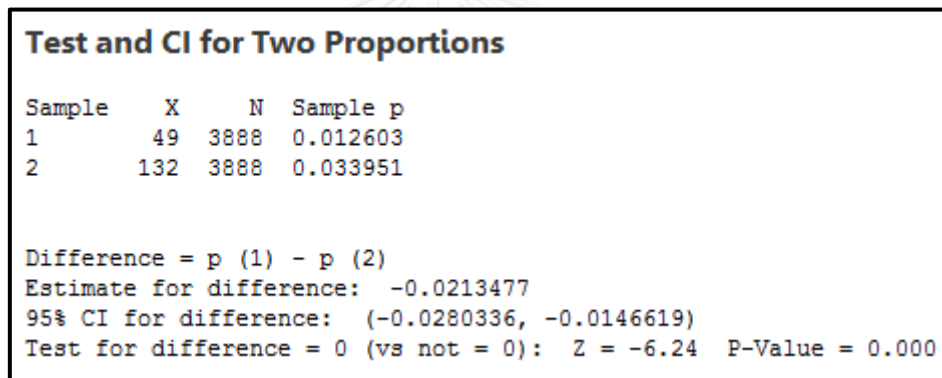 Test and CI for Two Proportions
Sample X N Sample p
1 49 3888 0.012603
2 132 3888 0.033951
Difference = p (1) - p (2)
Estimate for difference: -0.0213477
95% CI for difference: (-0.0280336, -0.0146619)
Test for difference = 0 (vs not = 0): Z = -6.24 P-Value = 0.000